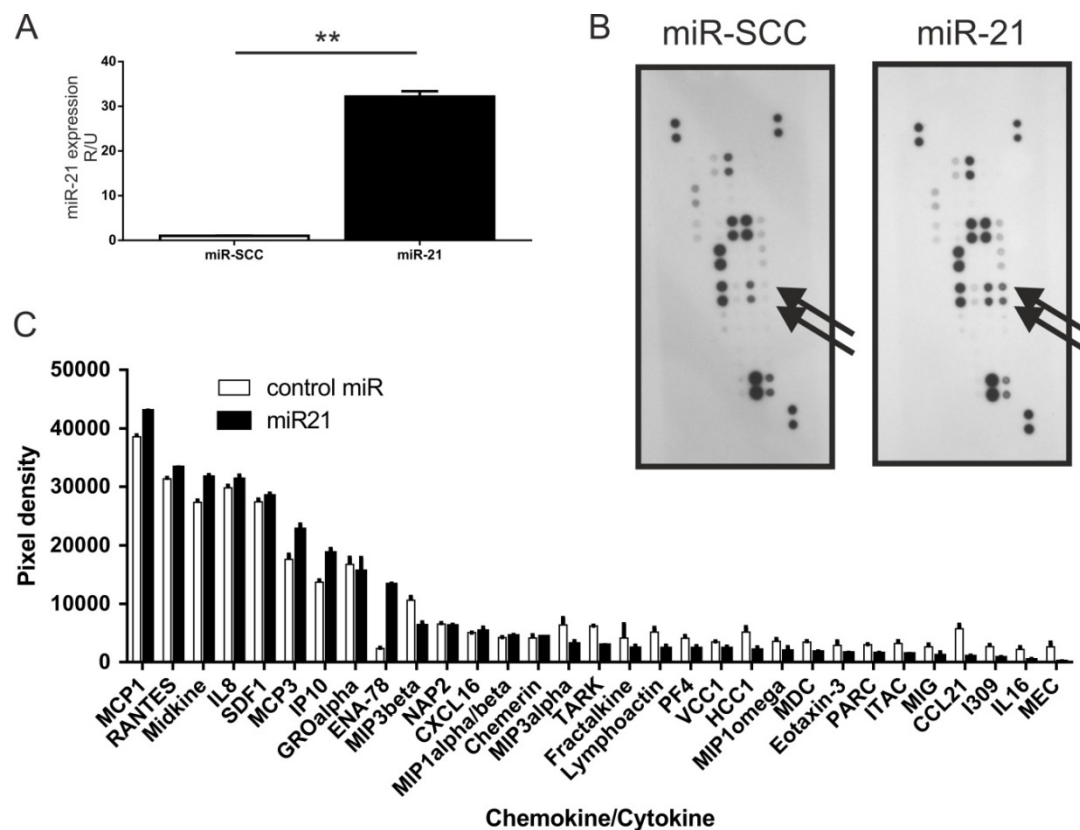 A
**
miR-21 expression
R/U
40
30
20
10
0
miR-SCC
miR-21
B
miR-SCC
miR-21
C
control miR
miR21
Pixel density
50000
40000
30000
20000
10000
0
MCP1
RANTES
Midkine
IL8
SDF1
MCP3
IP10
GROalpha
ENA-78
MIP3beta
NAP2
CXCL16
MIP1alpha/beta
Chemerin
MIP3alpha
TARK
Fractalkine
Lymphoactin
PF4
VCC1
HCC1
MIP1omega
MDC
Eotaxin-3
PARC
ITAC
MIG
CCL21
I309
IL16
MEC
Chemokine/Cytokine